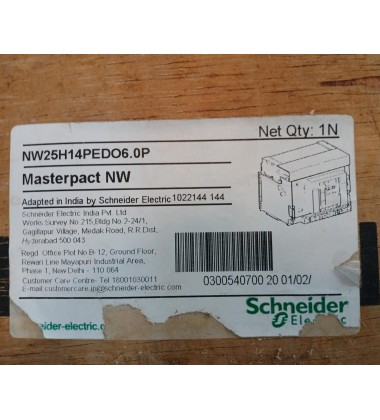 Net Qty: 1N
NW25H14PEDO6.0P
Masterpact NW
Adapted in India by Schneider Electric 1022144 144
Schneider Electric India Pvt. Ltd
Works Survey No 215,Bldg No 2-24/1,
Gagillapur Village, Medak Road, R.R.Dist,
Hyderabad 500 043
Regd. Office Plot No B-12, Ground Floor,
Rewari Line Mayapuri Industrial Area,
Phase 1, New Delhi - 110 064
Customer Care Centre- Tel 18001030011
E-mail customercare.in@schneider-electric.com
0300540700 20 01/02/
Schneider
Electric
neider-electric.com